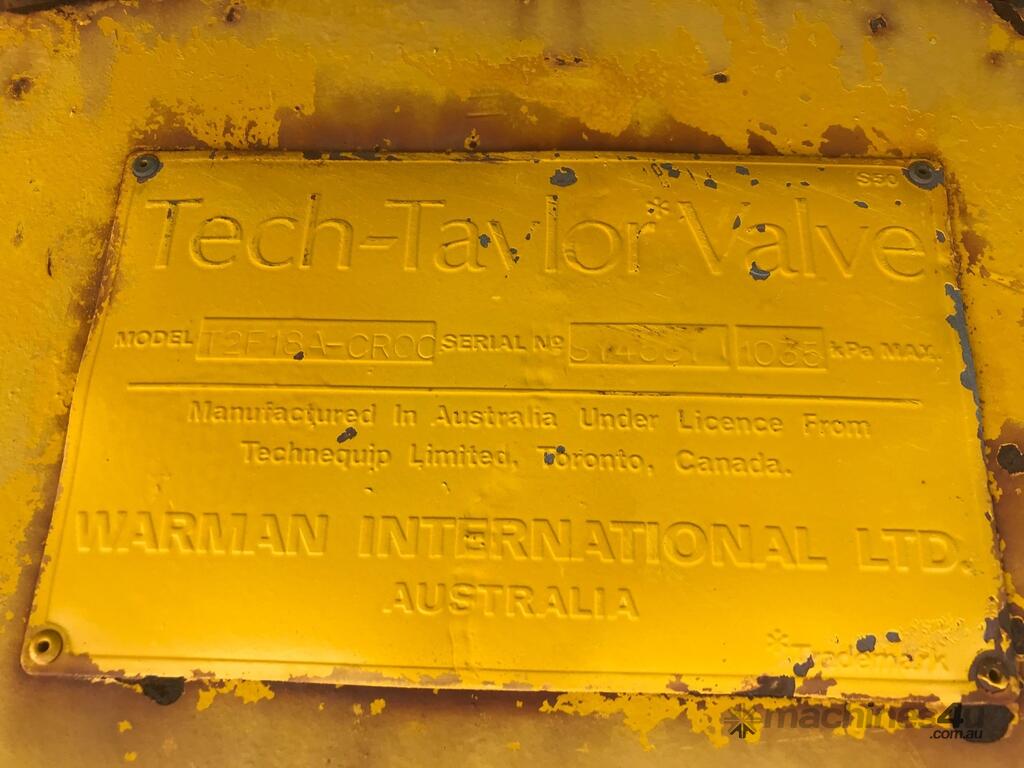 S50
Tech-Taylor* Valve
MODEL T2F18A-CROC SERIAL Nº 1035 kPa MAX.
Manufactured In Australia Under Licence From
Technequip Limited, Toronto, Canada.
WARMAN INTERNATIONAL LTD.
AUSTRALIA
*Trademark
machines4u
.com.au